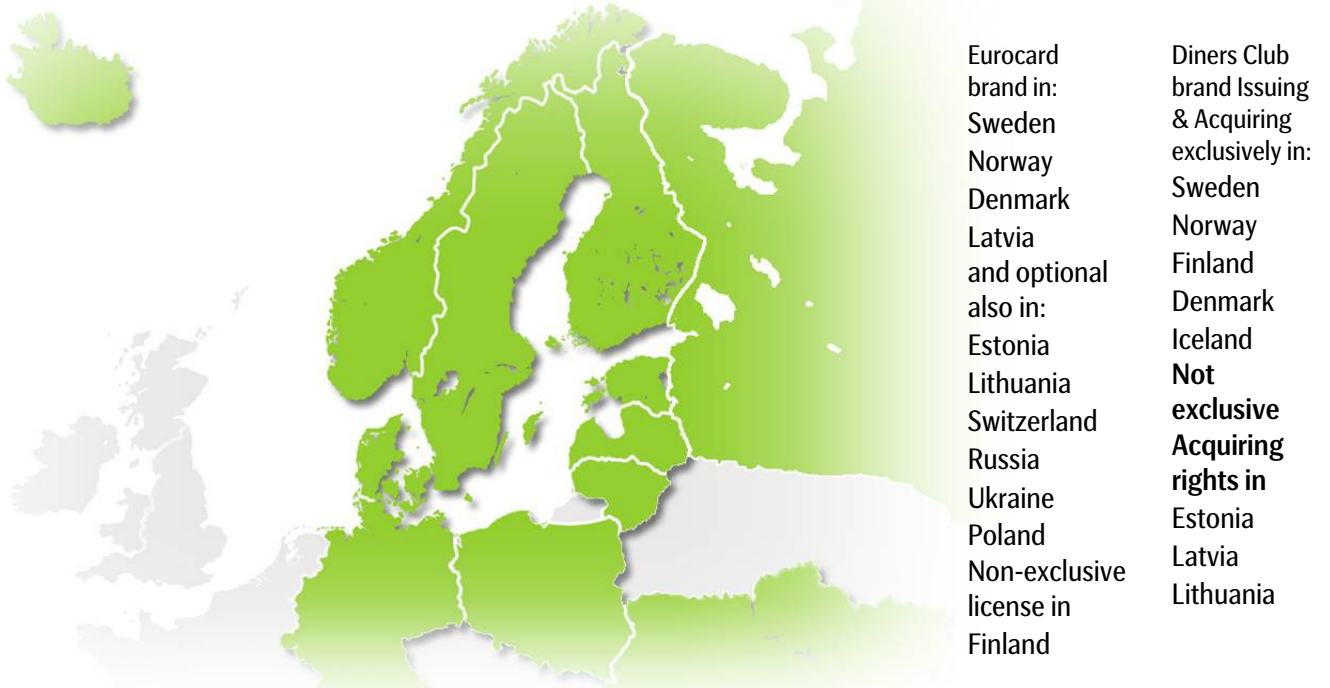 Eurocard
brand in:
Sweden
Norway
Denmark
Latvia
and optional
also in:
Estonia
Lithuania
Switzerland
Russia
Ukraine
Poland
Non-exclusive
license in
Finland
Diners Club
brand Issuing
& Acquiring
exclusively in:
Sweden
Norway
Finland
Denmark
Iceland
Not
exclusive
Acquiring
rights in
Estonia
Latvia
Lithuania